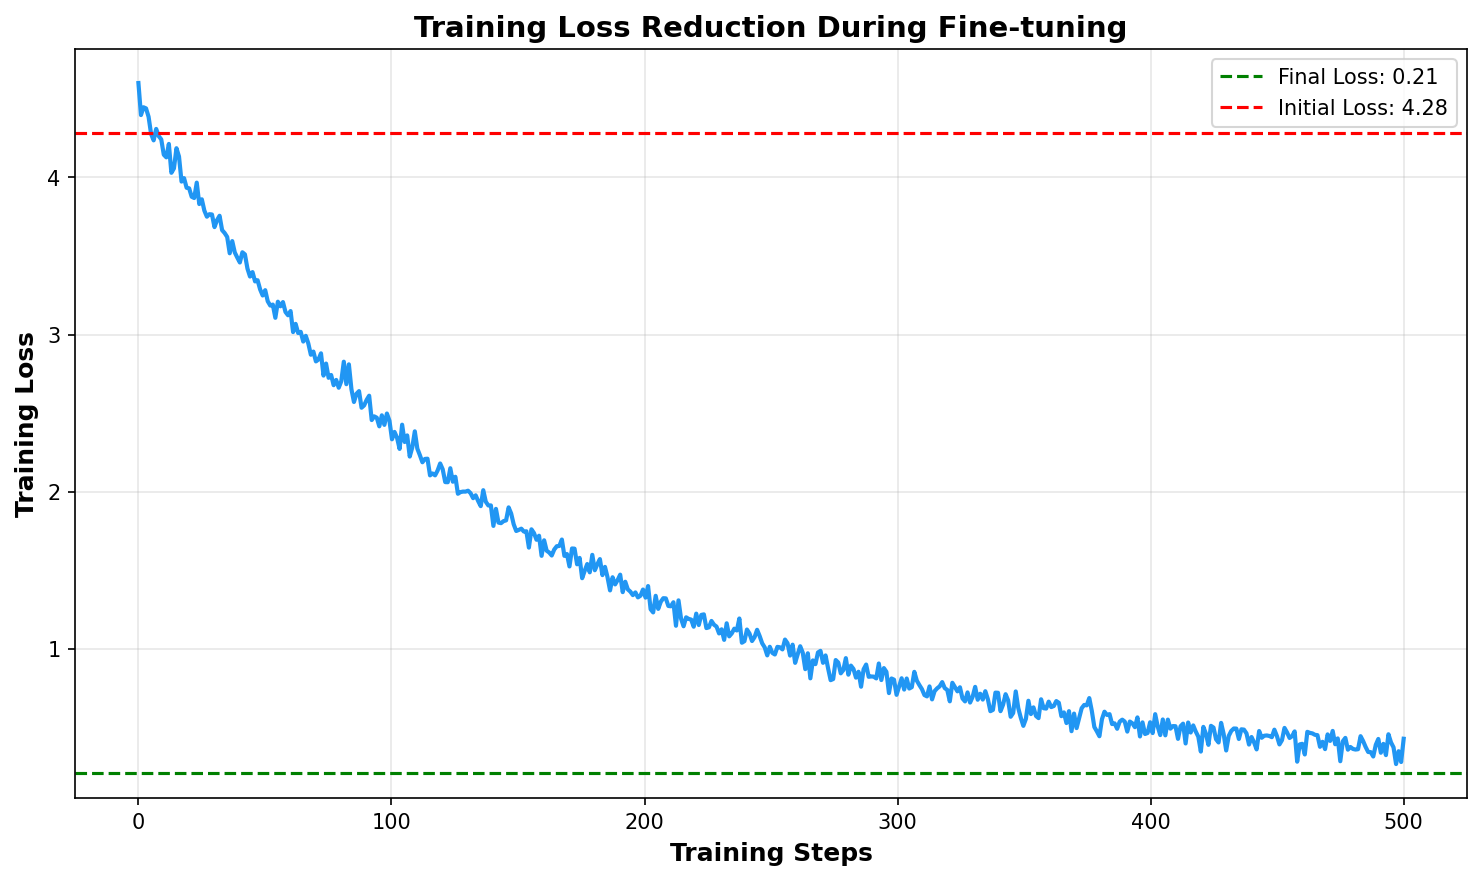 Training Loss Reduction During Fine-tuning
Final Loss: 0.21
Initial Loss: 4.28
4
3
2
1
Training Loss
0 100 200 300 400 500
Training Steps